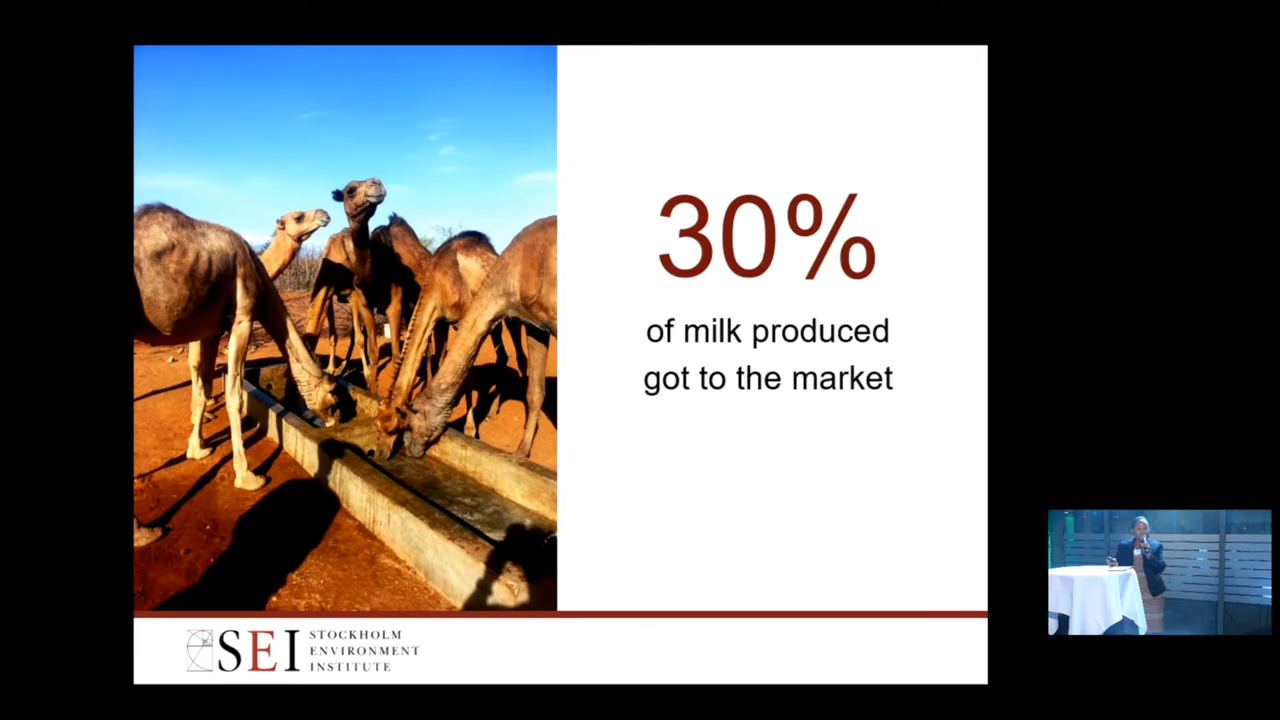 30%
of milk produced
got to the market
SEI
STOCKHOLM
ENVIRONMENT
INSTITUTE